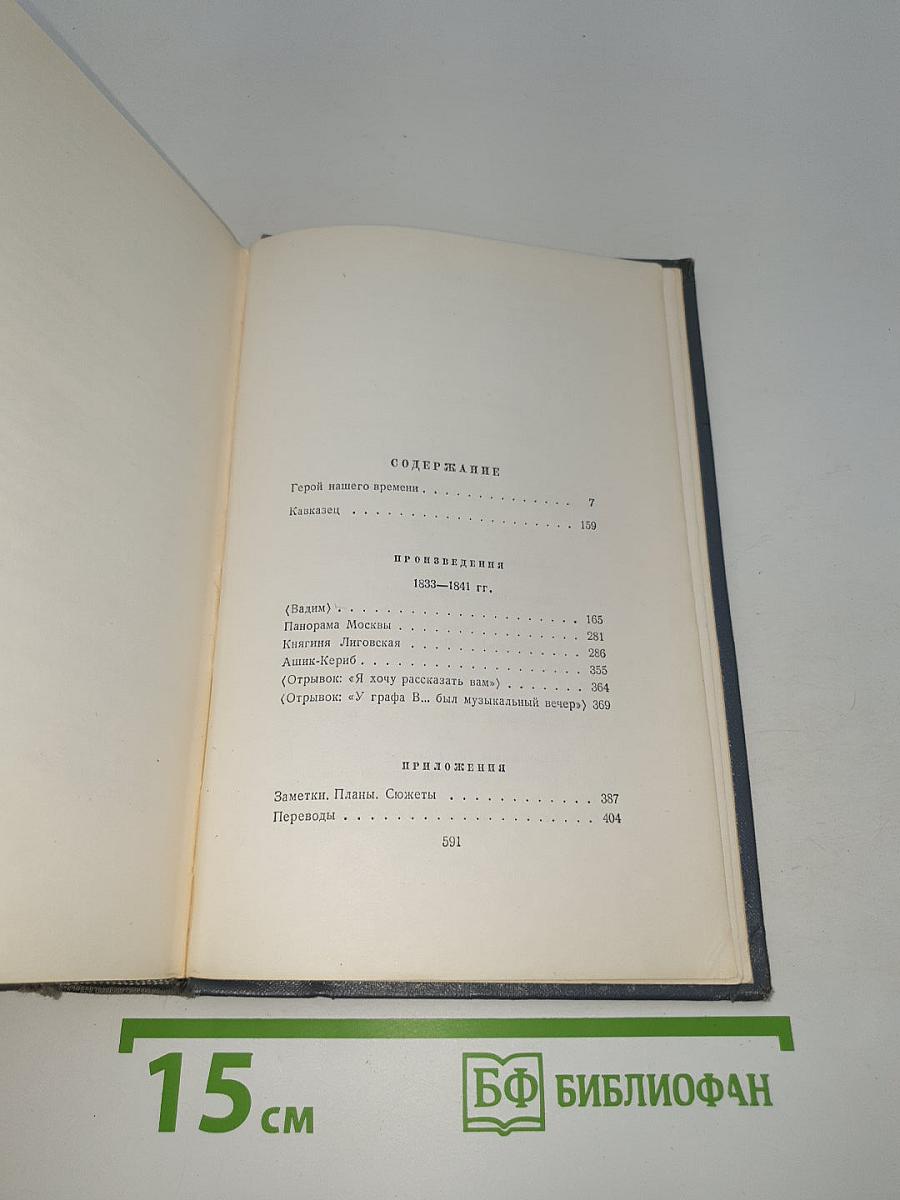 СОДЕРЖАНИЕ
Герой нашего времени . . . . . . . . . . . . . . 7
Кавказец . . . . . . . . . . . . . . . . . . . . 159
ПРОИЗВЕДЕНИЯ
1833—1841 гг.
⟨Вадим⟩ . . . . . . . . . . . . . . . . . . . . . 165
Панорама Москвы . . . . . . . . . . . . . . . 281
Княгиня Лиговская . . . . . . . . . . . . . . 286
Ашик-Кериб . . . . . . . . . . . . . . . . . . 355
⟨Отрывок: «Я хочу рассказать вам»⟩ . . . . . . . 364
⟨Отрывок: «У графа В... был музыкальный вечер»⟩ 369
ПРИЛОЖЕНИЯ
Заметки. Планы. Сюжеты . . . . . . . . . . . . 387
Переводы . . . . . . . . . . . . . . . . . . . . 404
591
15 см
БФ БИБЛИОФАН